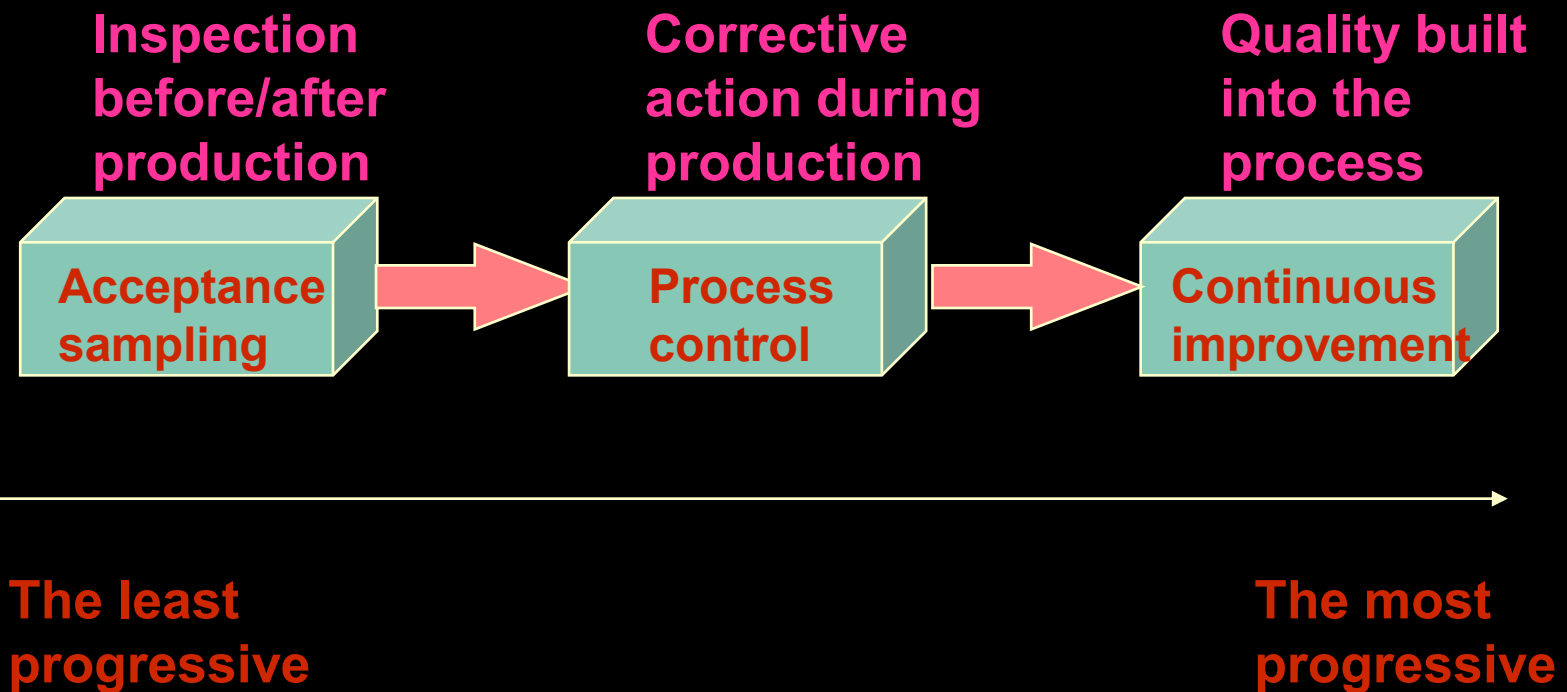 Inspection
before/after
production
Corrective
action during
production
Quality built
into the
process
Acceptance
sampling
Process
control
Continuous
improvement
The least
progressive
The most
progressive